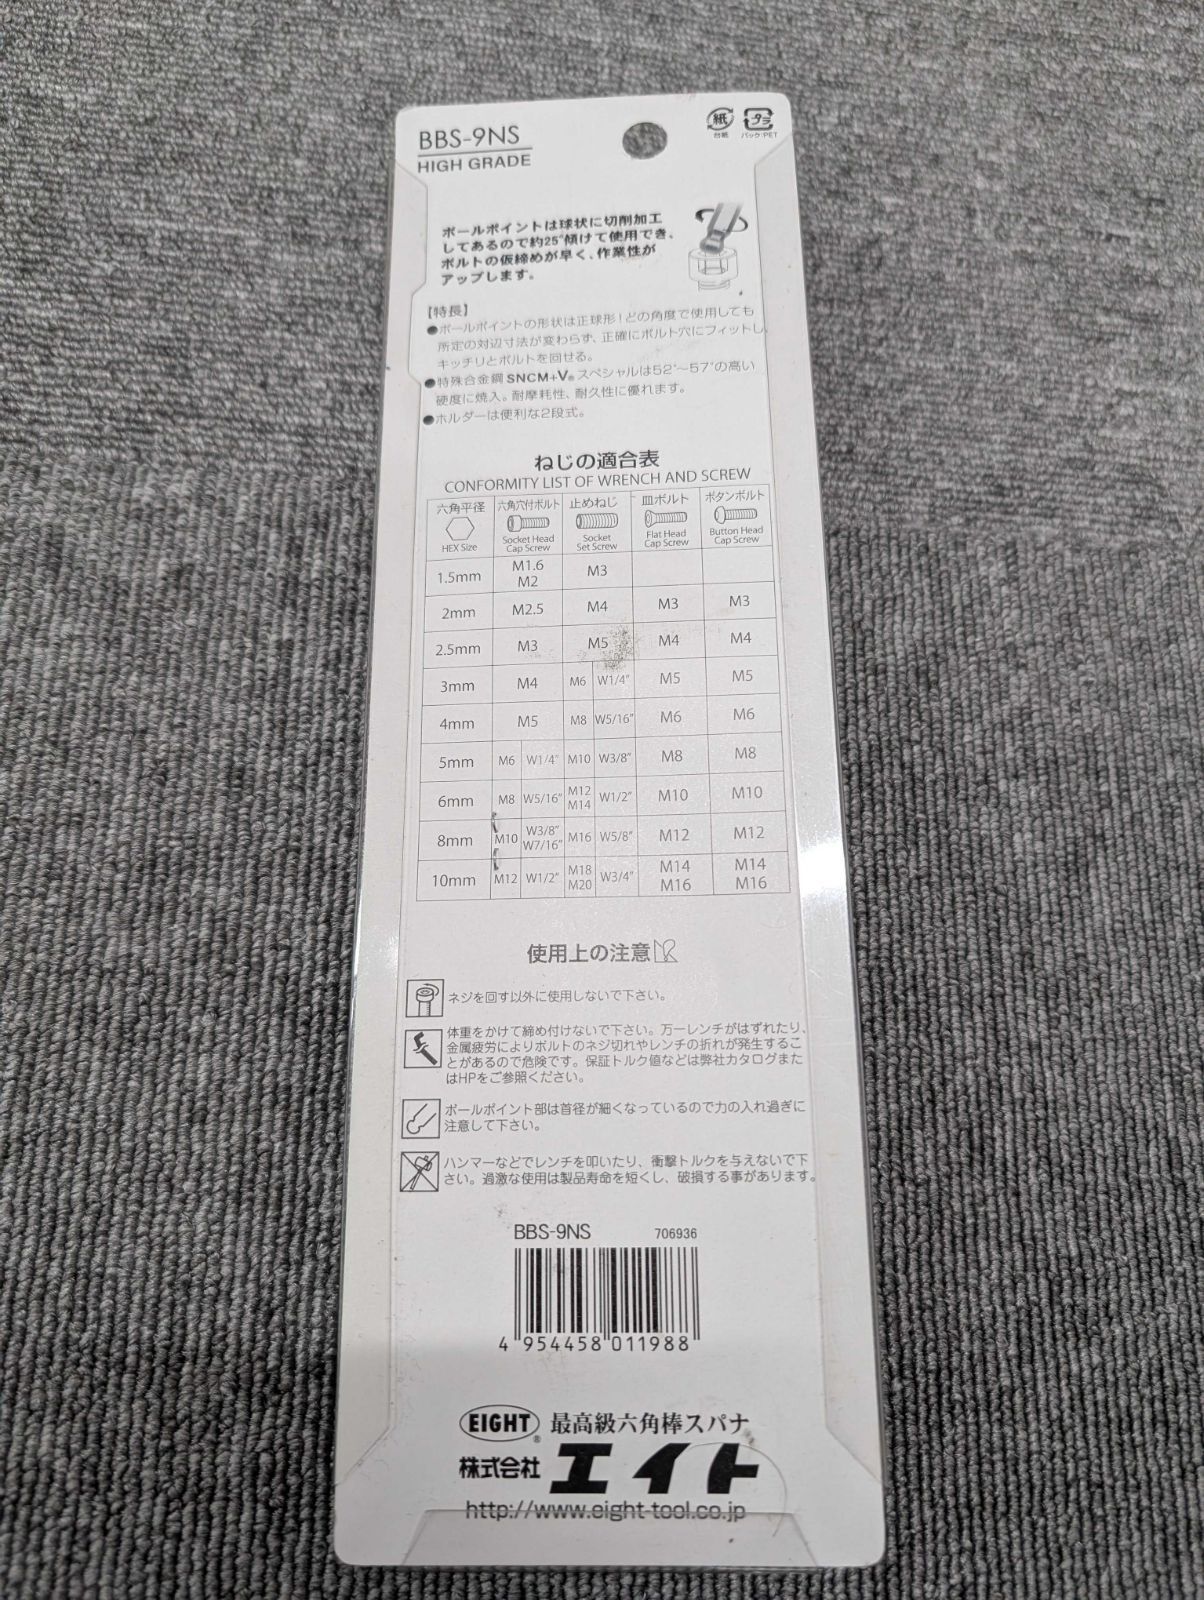 BBS-9NS
HIGH GRADE
紙
台紙
プラ
パック:PET
ボールポイントは球状に切削加工
してあるので約25°傾けて使用でき、
ボルトの仮締めが早く、作業性が
アップします。
【特長】
●ボールポイントの形状は正球形！どの角度で使用しても
所定の対辺寸法が変わらず、正確にボルト穴にフィットし
キッチリとボルトを回せる。
●特殊合金鋼SNCM+V®スペシャルは52°～57°の高い
硬度に焼入。耐摩耗性、耐久性に優れます。
●ホルダーは便利な2段式。
ねじの適合表
CONFORMITY LIST OF WRENCH AND SCREW
六角平径 六角穴付ボルト 止めねじ 皿ボルト ボタンボルト
HEX Size Socket Head Cap Screw Socket Set Screw Flat Head Cap Screw Button Head Cap Screw
1.5mm M1.6 M2 M3
2mm M2.5 M4 M3 M3
2.5mm M3 M5 M4 M4
3mm M4 M6 W1/4" M5 M5
4mm M5 M8 W5/16" M6 M6
5mm M6 W1/4" M10 W3/8" M8 M8
6mm M8 W5/16" M12 M14 W1/2" M10 M10
8mm M10 W3/8" W7/16" M16 W5/8" M12 M12
10mm M12 W1/2" M18 M20 W3/4" M14 M16 M14 M16
使用上の注意
ネジを回す以外に使用しないで下さい。
体重をかけて締め付けないで下さい。万一レンチがはずれたり、
金属疲労によりボルトのネジ切れやレンチの折れが発生するこ
とがあるので危険です。保証トルク値などは弊社カタログまた
はHPをご参照ください。
ボールポイント部は首径が細くなっているので力の入れ過ぎに
注意して下さい。
ハンマーなどでレンチを叩いたり、衝撃トルクを与えないで下
さい。過激な使用は製品寿命を短くし、破損する事があります。
BBS-9NS 706936
4 954458 011988
EIGHT® 最高級六角棒スパナ
株式会社 エイト
http://www.eight-tool.co.jp